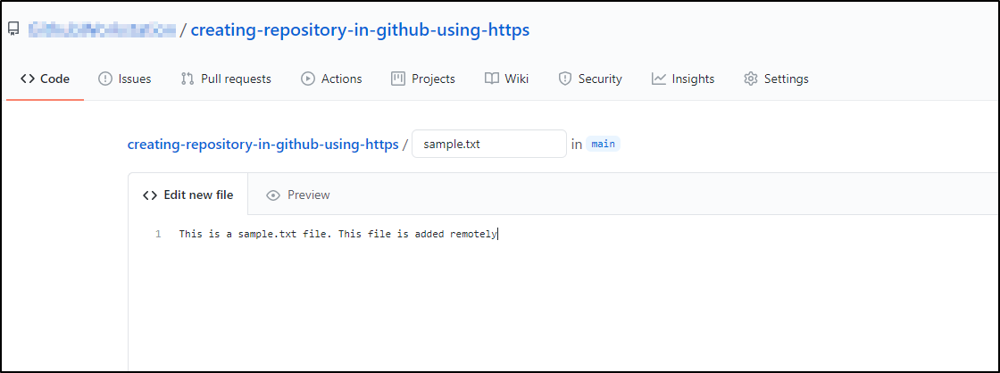 / creating-repository-in-github-using-https
Code Issues Pull requests Actions Projects Wiki Security Insights Settings
creating-repository-in-github-using-https / sample.txt in main
Edit new file Preview
1 This is a sample.txt file. This file is added remotely